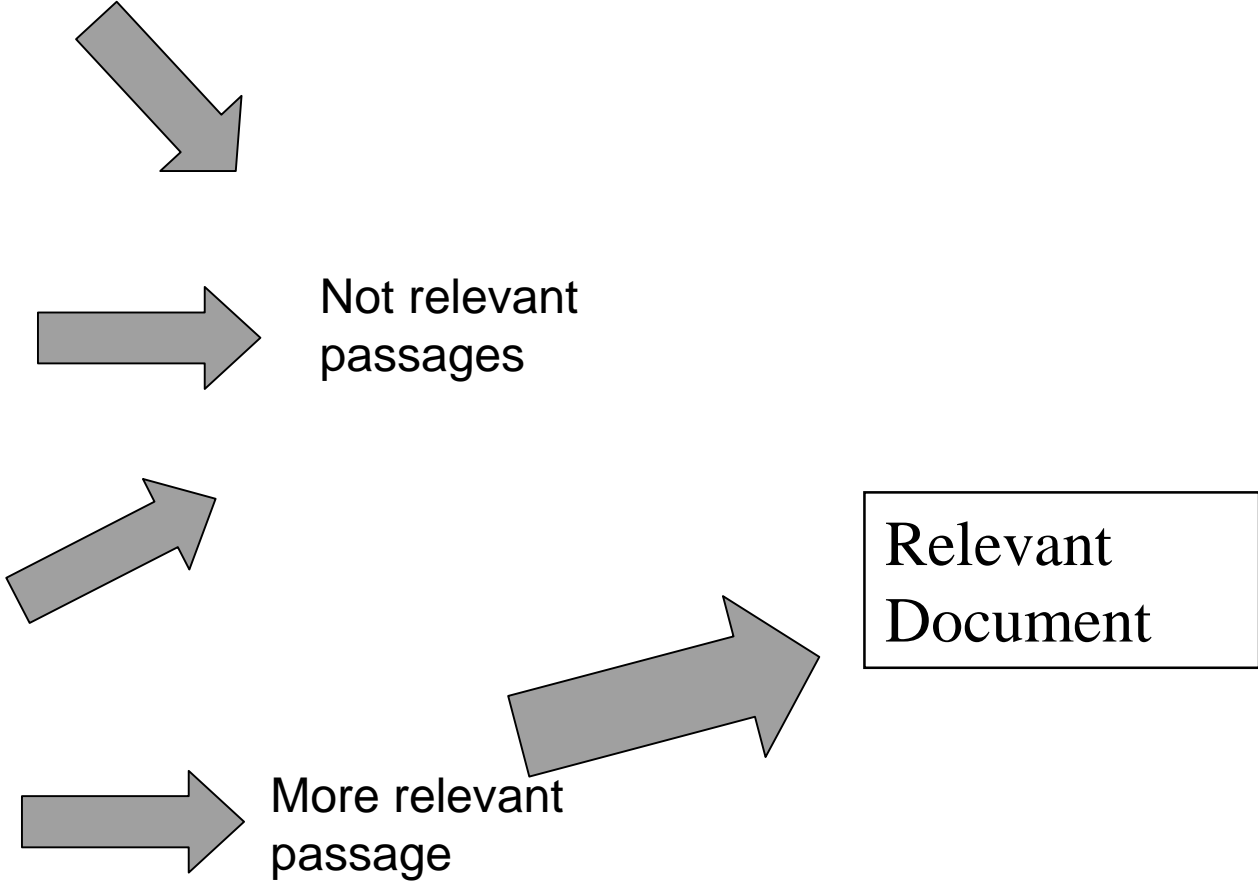 Not relevant
passages
Relevant
Document
More relevant
passage